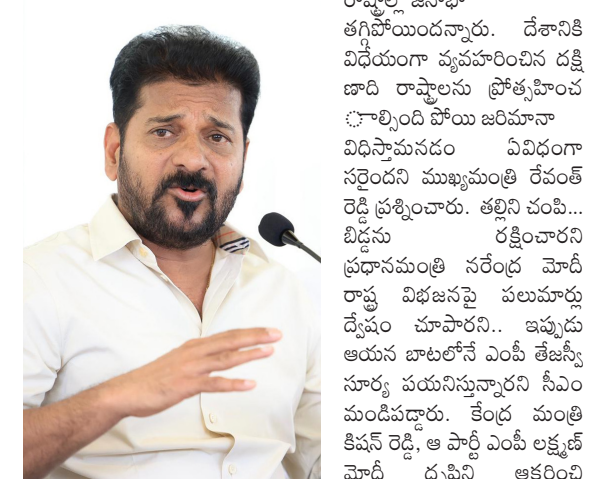 తగ్గిపోయిందన్నారు. దేశానికి
విధేయంగా వ్యవహరించిన దక్షి
ణాది రాష్ట్రాలను ప్రోత్సహించ
ాల్సింది పోయి జరిమానా
విధిస్తామనడం ఏవిధంగా
సరైందని ముఖ్యమంత్రి రేవంత్
రెడ్డి ప్రశ్నించారు. తల్లిని చంపి...
బిడ్డను రక్షించారని
ప్రధానమంత్రి నరేంద్ర మోదీ
రాష్ట్ర విభజనపై పలుమార్లు
ద్వేషం చూపారని.. ఇప్పుడు
ఆయన బాటలోనే ఎంపీ తేజస్వీ
సూర్య పయనిస్తున్నారని సీఎం
మండిపడ్డారు. కేంద్ర మంత్రి
కిషన్ రెడ్డి, ఆ పార్టీ ఎంపీ లక్ష్మణ్
మోదీ దృష్టిని ఆకర్షించి